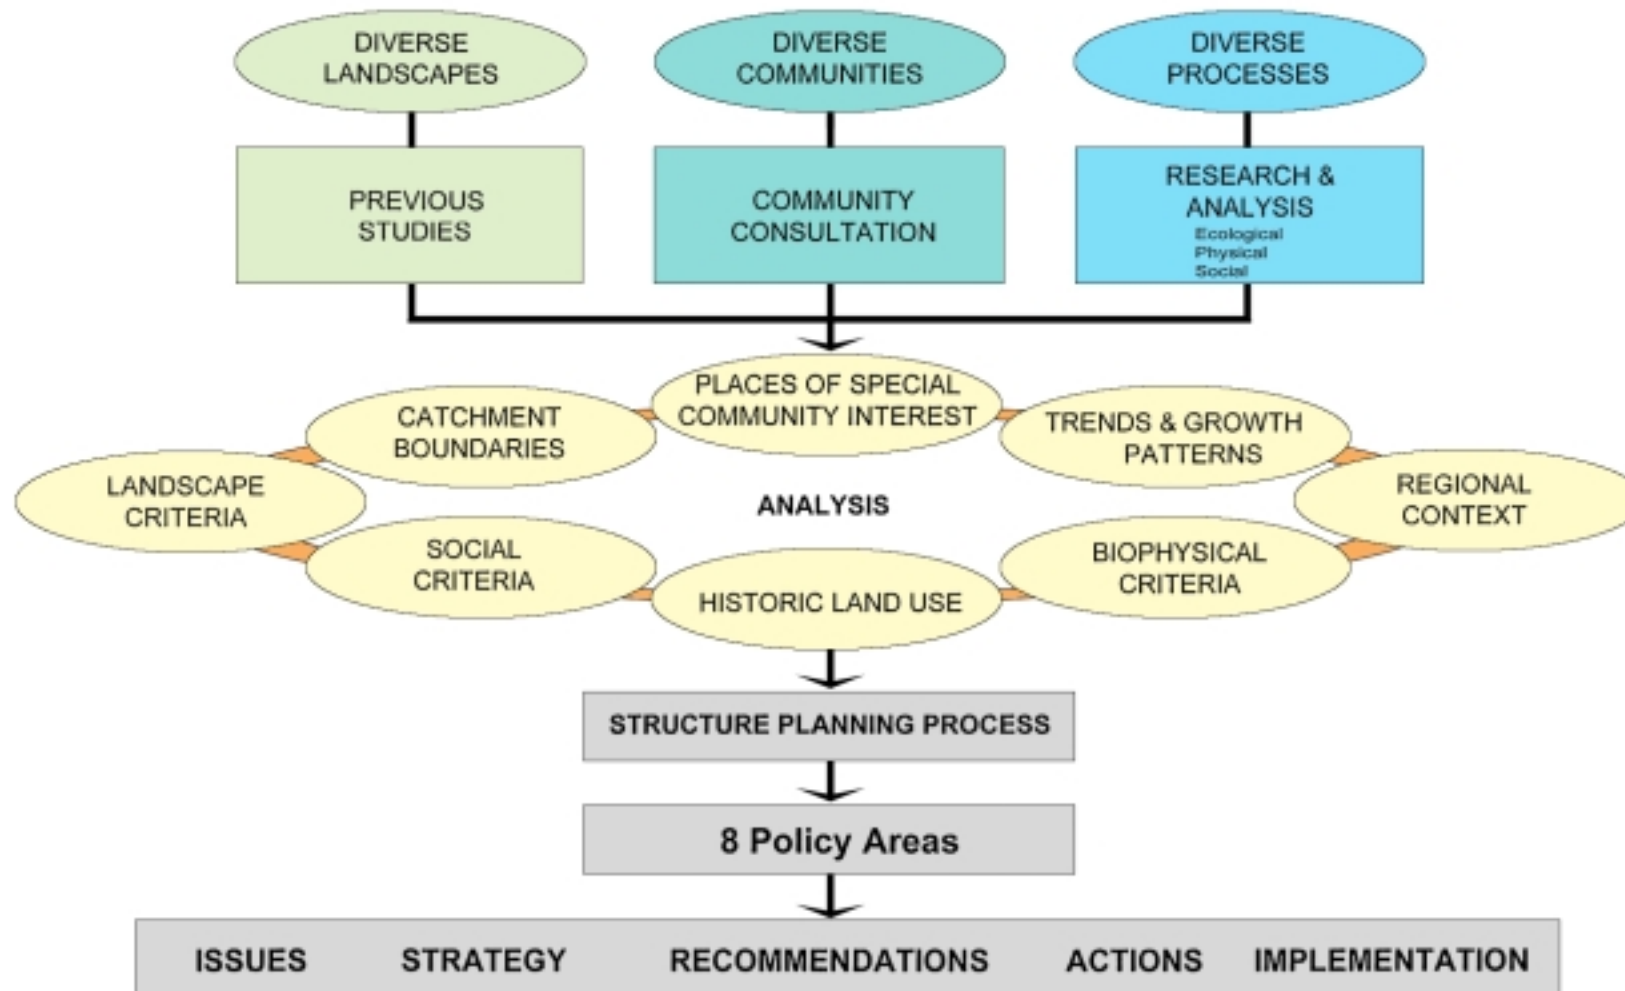 DIVERSE
LANDSCAPES
DIVERSE
COMMUNITIES
DIVERSE
PROCESSES
PREVIOUS
STUDIES
COMMUNITY
CONSULTATION
RESEARCH &
ANALYSIS
Ecological
Physical
Social
PLACES OF SPECIAL
COMMUNITY INTEREST
CATCHMENT
BOUNDARIES
TRENDS & GROWTH
PATTERNS
LANDSCAPE
CRITERIA
ANALYSIS
REGIONAL
CONTEXT
SOCIAL
CRITERIA
BIOPHYSICAL
CRITERIA
HISTORIC LAND USE
STRUCTURE PLANNING PROCESS
8 Policy Areas
ISSUES STRATEGY RECOMMENDATIONS ACTIONS IMPLEMENTATION